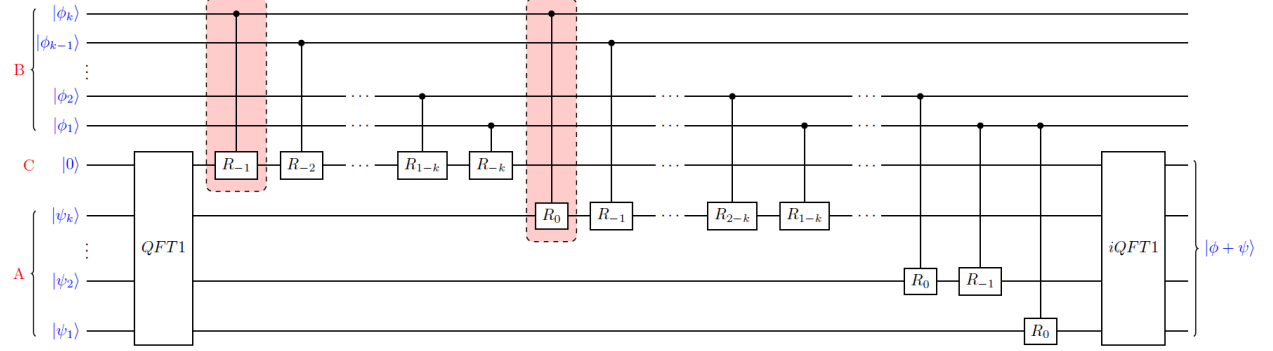 |ϕ_k⟩
|ϕ_{k−1}⟩
B ⋮
|ϕ_2⟩ ⋯ ⋯ ⋯
|ϕ_1⟩ ⋯ ⋯ ⋯
C |0⟩ R_{−1} R_{−2} ⋯ R_{1−k} R_{−k}
|ψ_k⟩ R_0 R_{−1} ⋯ R_{2−k} R_{1−k} ⋯
⋮ QFT1 iQFT1 |ϕ + ψ⟩
A |ψ_2⟩ R_0 R_{−1}
|ψ_1⟩ R_0